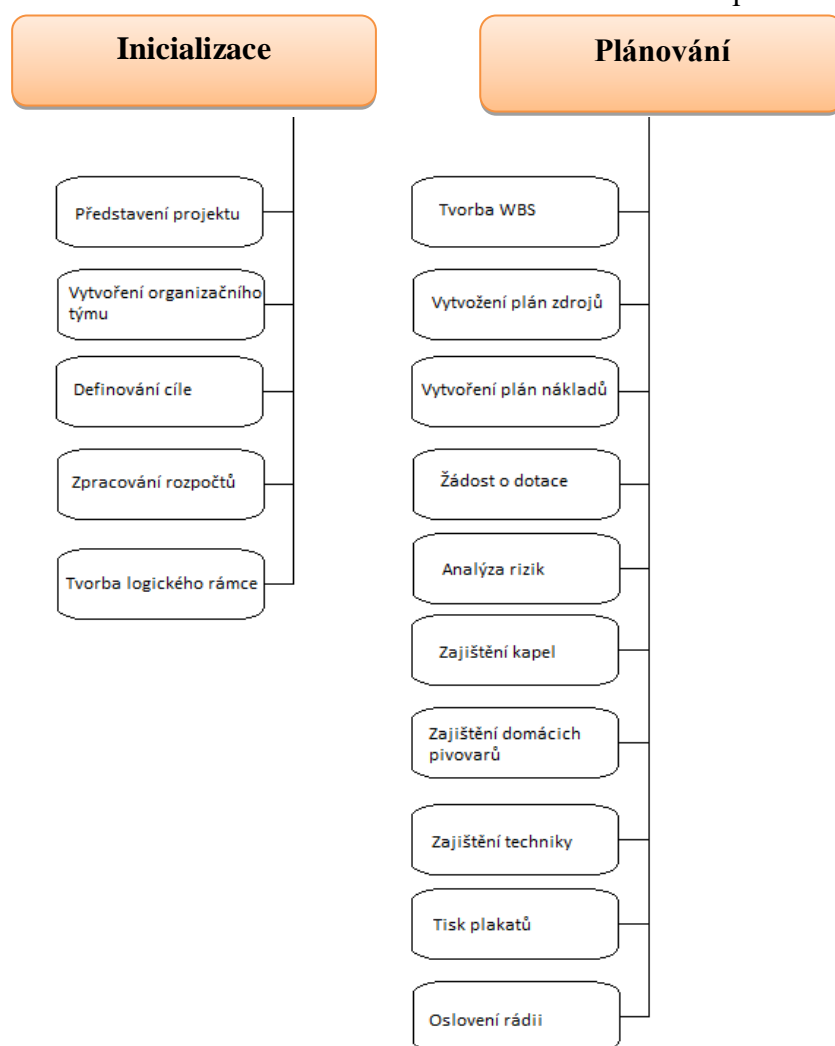 Inicializace
Představení projektu
Vytvoření organizačního
týmu
Definování cíle
Zpracování rozpočtů
Tvorba logického rámce
Plánování
Tvorba WBS
Vytvožení plán zdrojů
Vytvoření plán nákladů
Žádost o dotace
Analýza rizik
Zajištění kapel
Zajištění domácich
pivovarů
Zajištění techniky
Tisk plakatů
Oslovení rádii